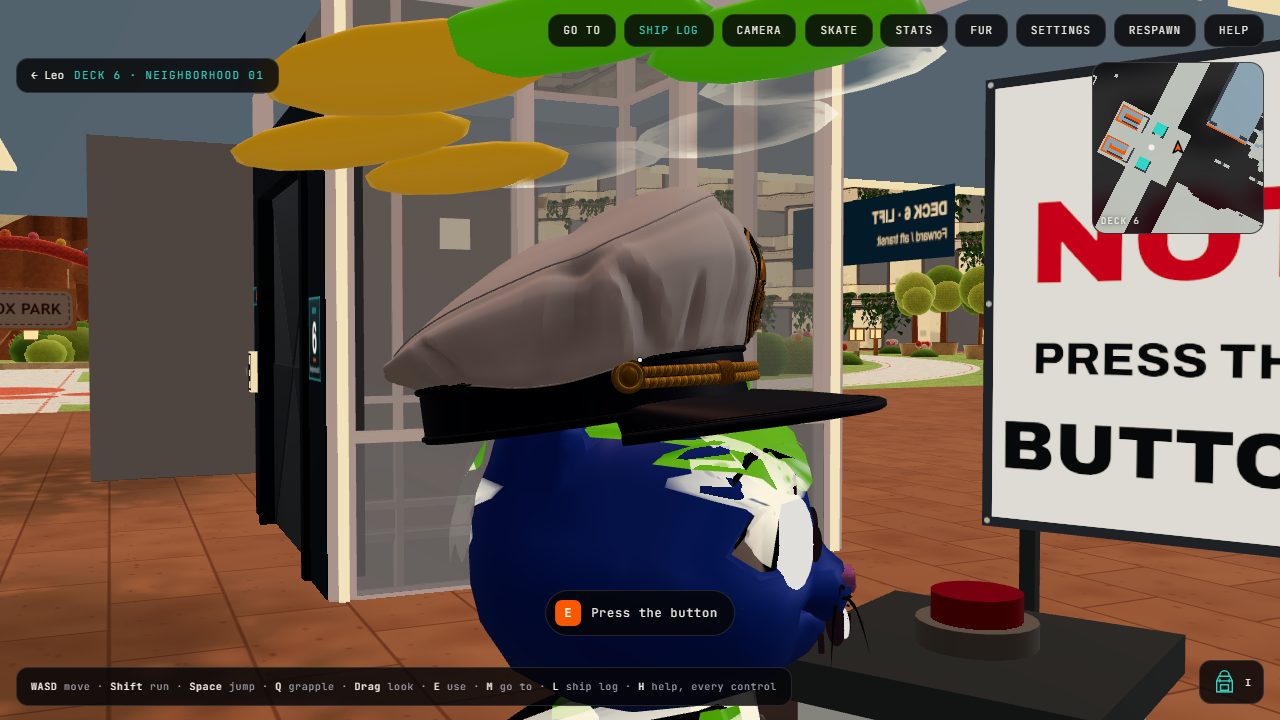 GO TO
SHIP LOG
CAMERA
SKATE
STATS
FUR
SETTINGS
RESPAWN
HELP
← Leo DECK 6 · NEIGHBORHOOD 01
DECK 6
DECK 6 · LIFT
Forward / aft transit
OX PARK
6
NOT
PRESS TH
BUTTO
E Press the button
WASD move · Shift run · Space jump · Q grapple · Drag look · E use · M go to · L ship log · H help, every control
I